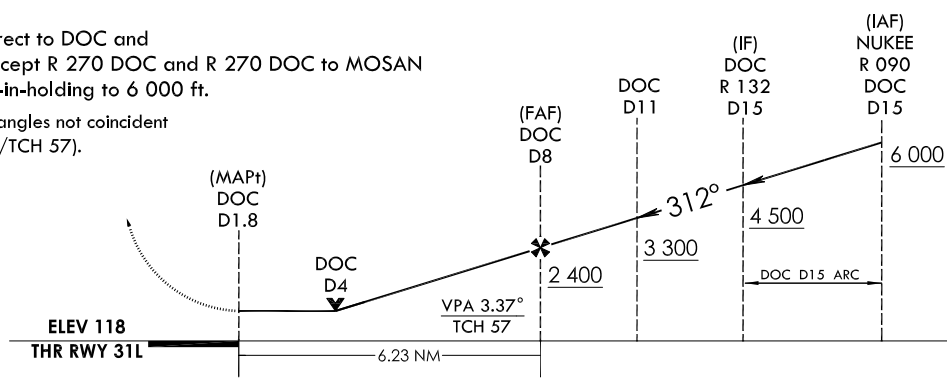 rect to DOC and
cept R 270 DOC and R 270 DOC to MOSAN
-in-holding to 6 000 ft.
angles not coincident
/TCH 57).
(MAPt)
DOC
D1.8
DOC
D4
(FAF)
DOC
D8
DOC
D11
(IF)
DOC
R 132
D15
(IAF)
NUKEE
R 090
DOC
D15
6 000
312°
4 500
3 300
2 400
DOC D15 ARC
VPA 3.37°
TCH 57
ELEV 118
THR RWY 31L
6.23 NM